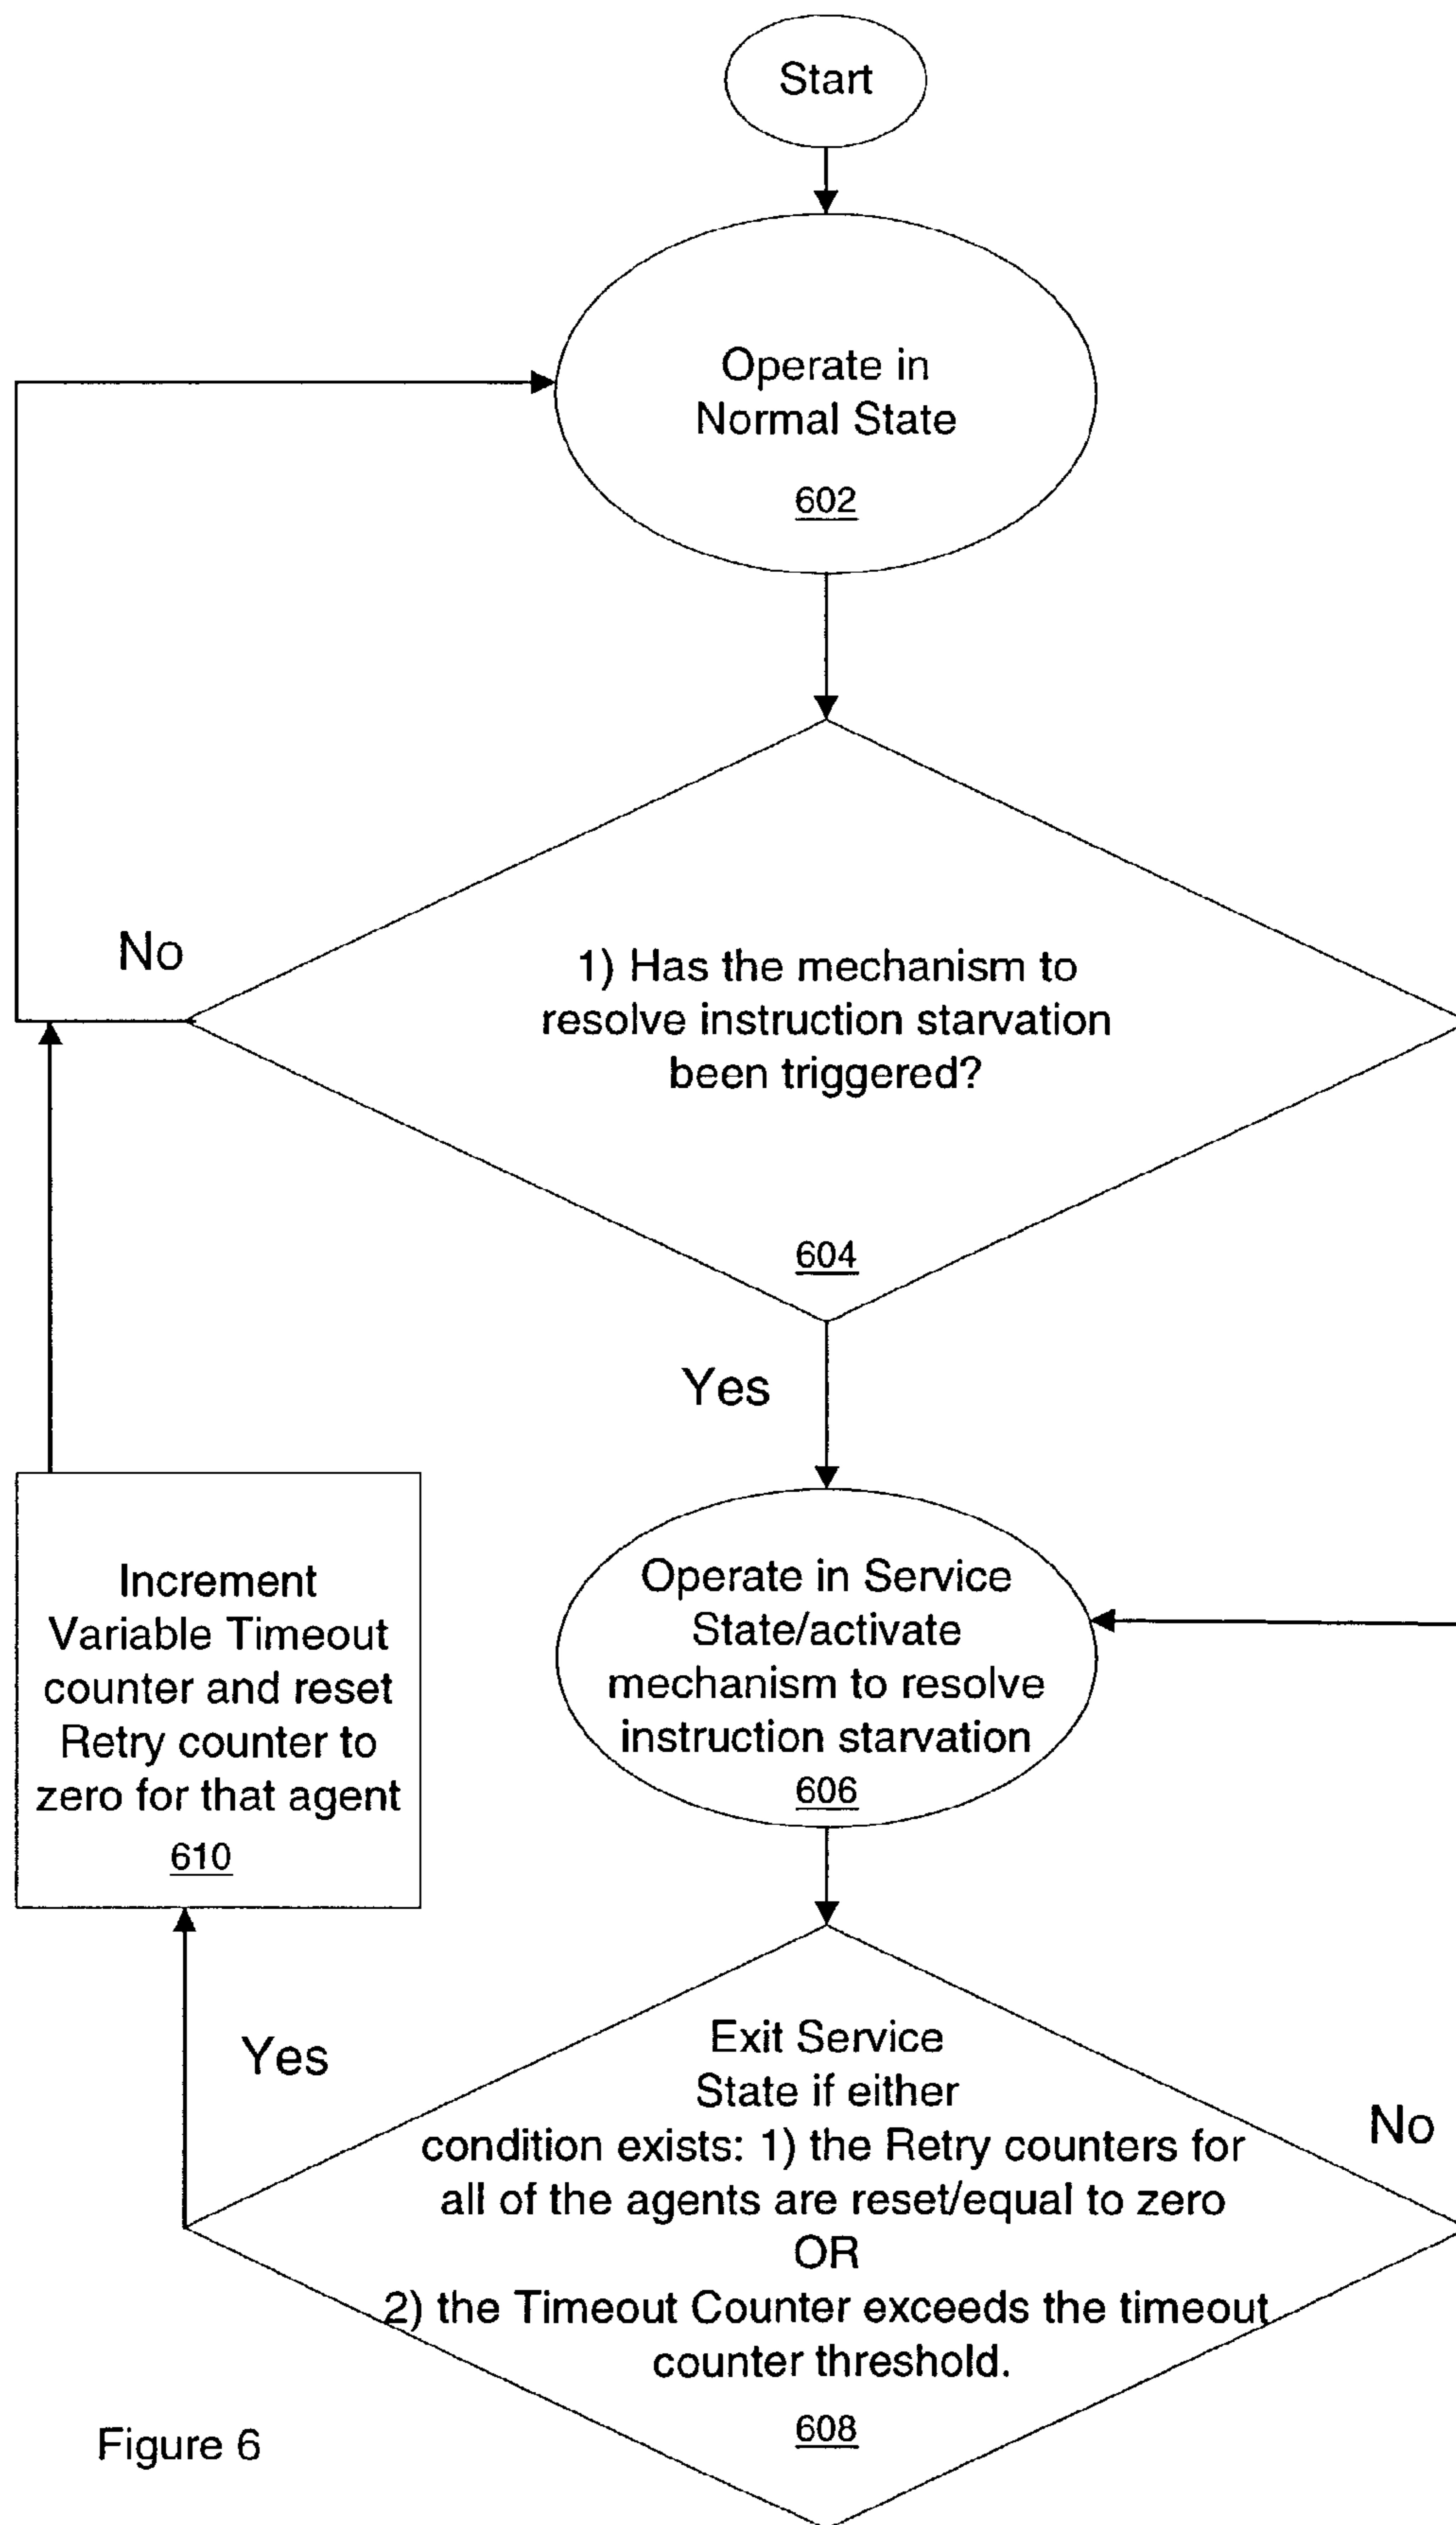 Start
Operate in
Normal State
602
No
1) Has the mechanism to
resolve instruction starvation
been triggered?
604
Yes
Operate in Service
State/activate
mechanism to resolve
instruction starvation
606
Increment
Variable Timeout
counter and reset
Retry counter to
zero for that agent
610
Yes
No
Exit Service
State if either
condition exists: 1) the Retry counters for
all of the agents are reset/equal to zero
OR
2) the Timeout Counter exceeds the timeout
counter threshold.
608
Figure 6